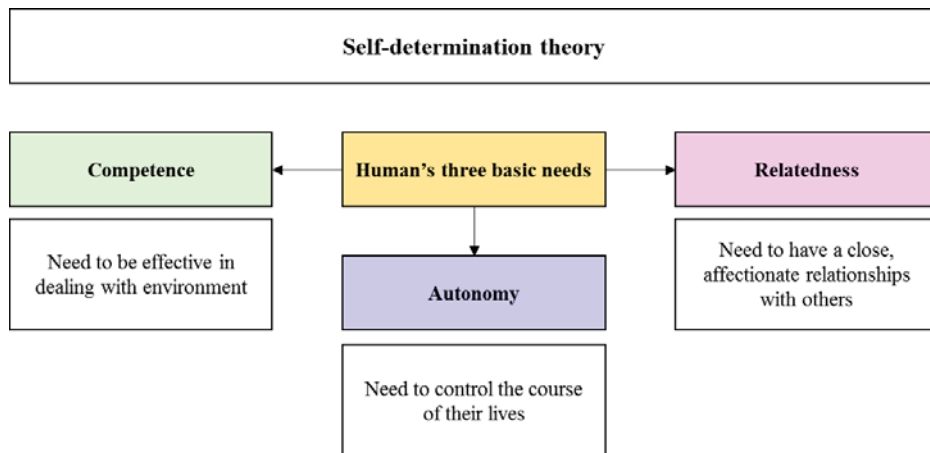 Self-determination theory
Competence
Human's three basic needs
Relatedness
Need to be effective in
dealing with environment
Autonomy
Need to have a close,
affectionate relationships
with others
Need to control the course
of their lives